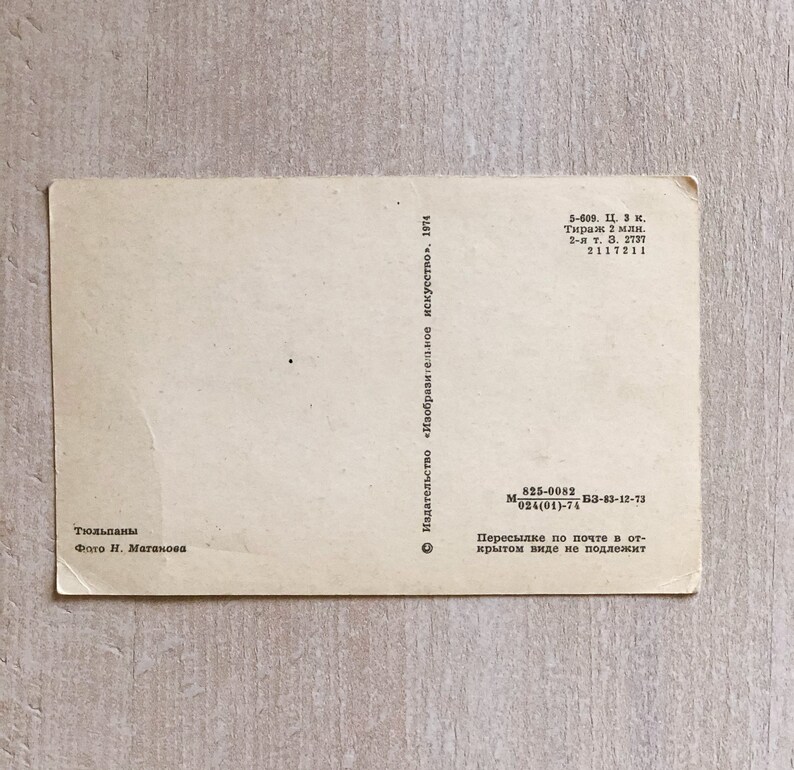 5-609. Ц. 3 к.
Тираж 2 млн.
2-я т. З. 2737
2117211
© Издательство «Изобразительное искусство». 1974
М 825-0082/024(01)-74 БЗ-83-12-73
Тюльпаны
Фото Н. Матанова
Пересылке по почте в от-
крытом виде не подлежит